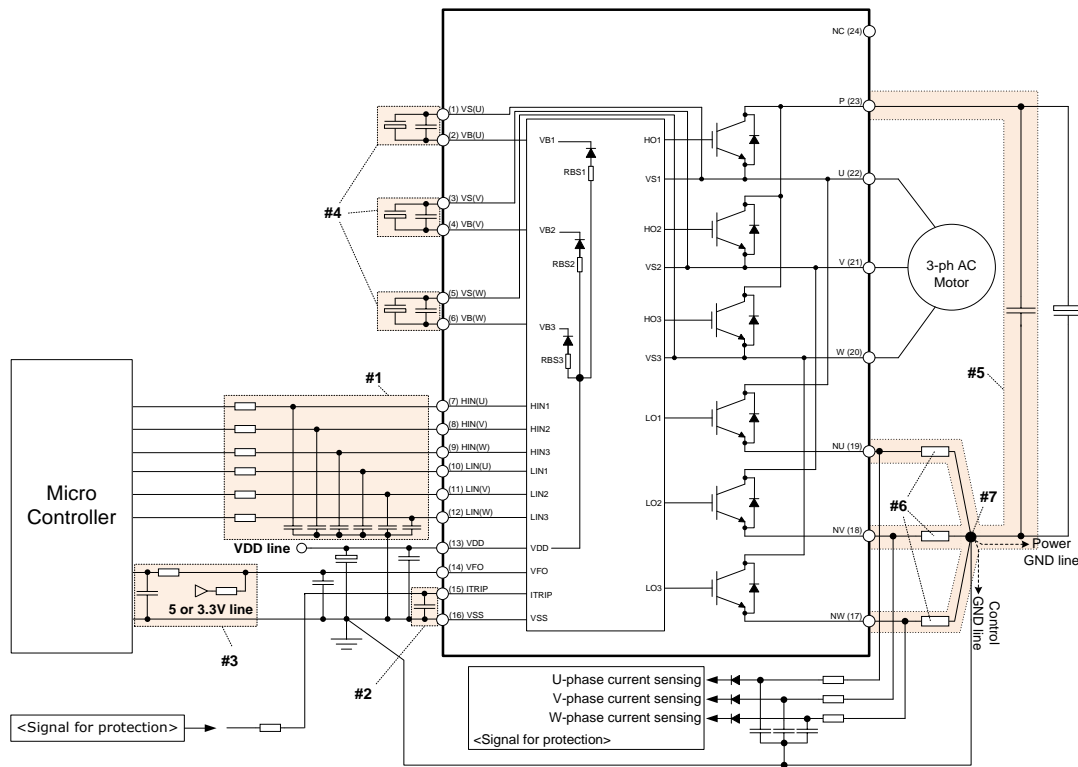 NC (24)
P (23)
(1) VS(U)
(2) VB(U)
VB1
RBS1
HO1
VS1
U (22)
(3) VS(V)
(4) VB(V)
#4
VB2
RBS2
HO2
VS2
V (21)
3-ph AC
Motor
(5) VS(W)
(6) VB(W)
VB3
RBS3
HO3
VS3
W (20)
#5
#1
Micro
Controller
(7) HIN(U)
(8) HIN(V)
(9) HIN(W)
(10) LIN(U)
(11) LIN(V)
(12) LIN(W)
HIN1
HIN2
HIN3
LIN1
LIN2
LIN3
LO1
NU (19)
#6
#7
LO2
NV (18)
Power
GND line
VDD line
(13) VDD
VDD
(14) VFO
VFO
5 or 3.3V line
(15) ITRIP
ITRIP
(16) VSS
VSS
LO3
NW (17)
Control
GND line
#3
#2
U-phase current sensing
V-phase current sensing
W-phase current sensing
<Signal for protection>
<Signal for protection>